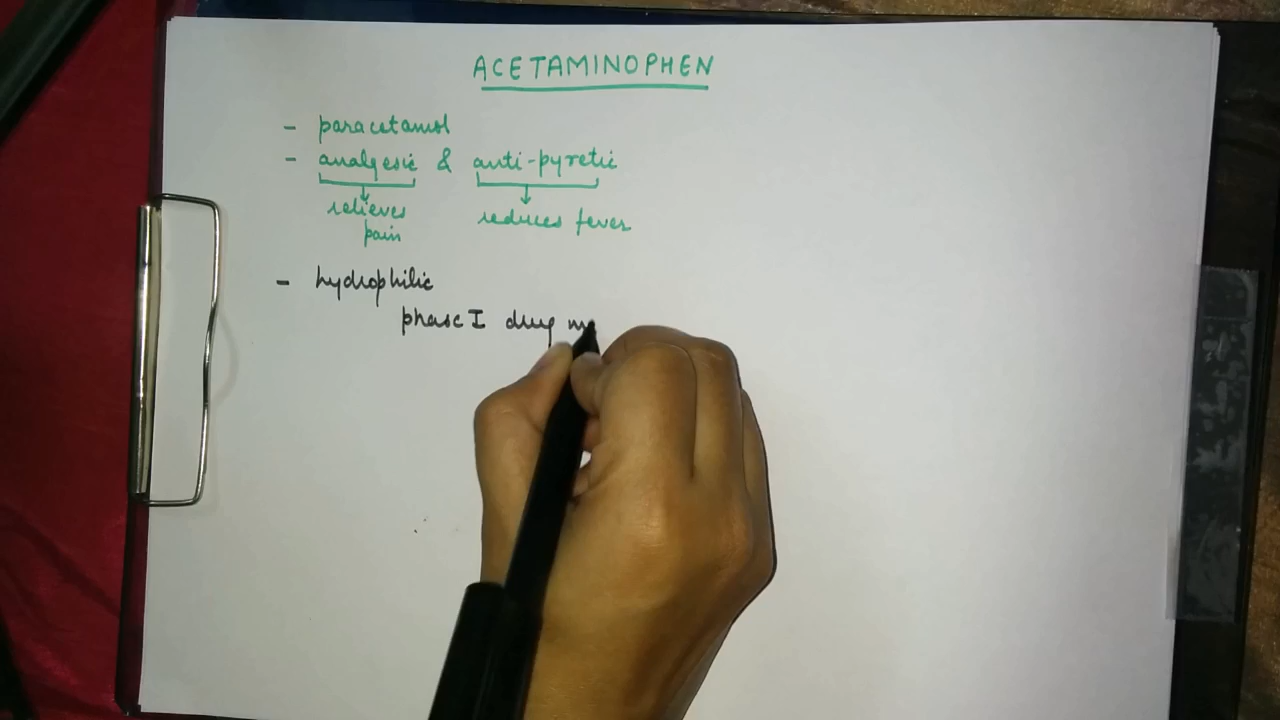 ACETAMINOPHEN
- paracetamol
- analgesic & anti-pyretic
relieves pain
reduces fever
- hydrophilic
phase I drug m